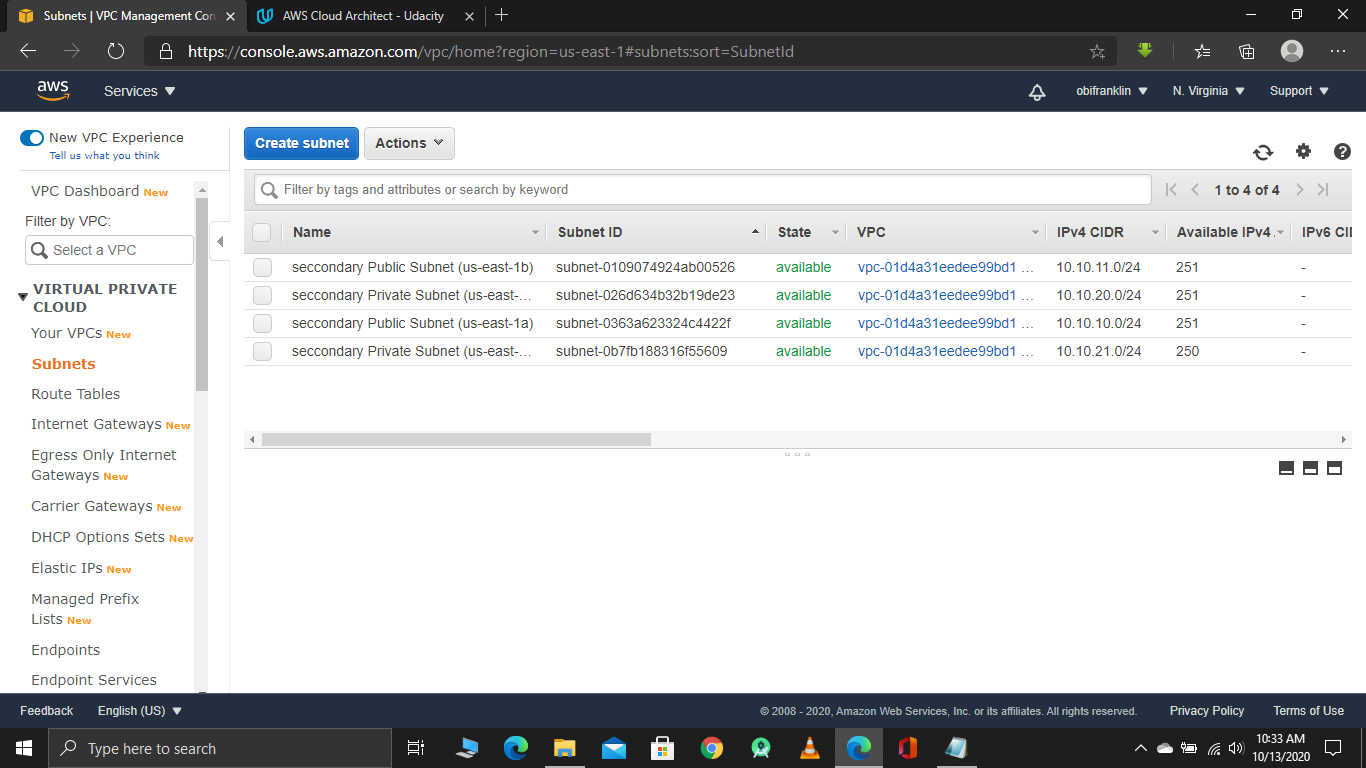 Subnets | VPC Management Con
AWS Cloud Architect - Udacity
https://console.aws.amazon.com/vpc/home?region=us-east-1#subnets:sort=SubnetId
aws
Services
obifranklin
N. Virginia
Support
New VPC Experience
Tell us what you think
VPC Dashboard New
Filter by VPC:
Select a VPC
VIRTUAL PRIVATE
CLOUD
Your VPCs New
Subnets
Route Tables
Internet Gateways New
Egress Only Internet
Gateways New
Carrier Gateways New
DHCP Options Sets New
Elastic IPs New
Managed Prefix
Lists New
Endpoints
Endpoint Services
Create subnet
Actions
Filter by tags and attributes or search by keyword
1 to 4 of 4
Name Subnet ID State VPC IPv4 CIDR Available IPv4 . IPv6 CID
seccondary Public Subnet (us-east-1b) subnet-0109074924ab00526 available vpc-01d4a31eedee99bd1 ... 10.10.11.0/24 251 -
seccondary Private Subnet (us-east-... subnet-026d634b32b19de23 available vpc-01d4a31eedee99bd1 ... 10.10.20.0/24 251 -
seccondary Public Subnet (us-east-1a) subnet-0363a623324c4422f available vpc-01d4a31eedee99bd1 ... 10.10.10.0/24 251 -
seccondary Private Subnet (us-east-... subnet-0b7fb188316f55609 available vpc-01d4a31eedee99bd1 ... 10.10.21.0/24 250 -
Feedback
English (US)
© 2008 - 2020, Amazon Web Services, Inc. or its affiliates. All rights reserved.
Privacy Policy
Terms of Use
Type here to search
10:33 AM
10/13/2020